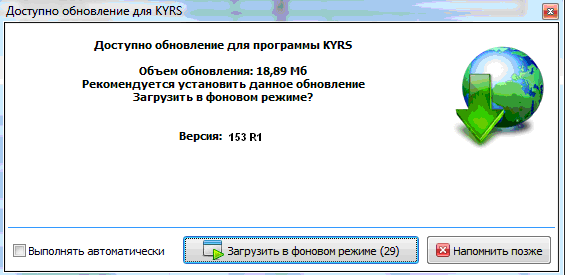 Доступно обновление для KYRS
Доступно обновление для программы KYRS
Объем обновления: 18,89 Мб
Рекомендуется установить данное обновление
Загрузить в фоновом режиме?
Версия: 153 R1
Выполнять автоматически
Загрузить в фоновом режиме (29)
Напомнить позже